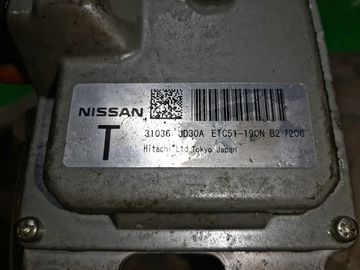 NISSAN
T
31036 JD30A ETC51-190N B2 7206
Hitachi Ltd,Tokyo Japan